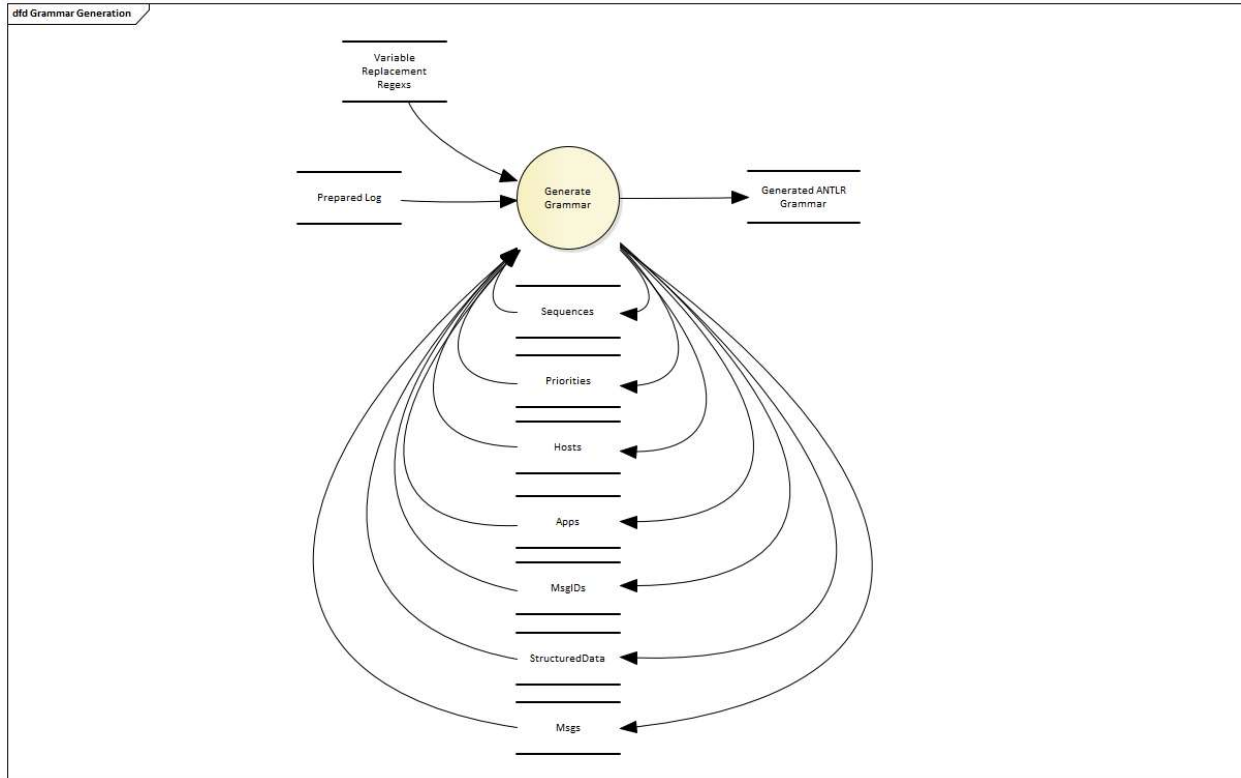 dfd Grammar Generation
Variable
Replacement
Regexs
Prepared Log
Generate
Grammar
Generated ANTLR
Grammar
Sequences
Priorities
Hosts
Apps
MsgIDs
StructuredData
Msgs